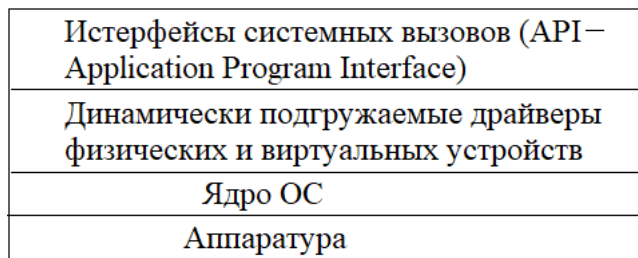 Истерфейсы системных вызовов (API−
Application Program Interface)
Динамически подгружаемые драйверы
физических и виртуальных устройств
Ядро ОС
Аппаратура